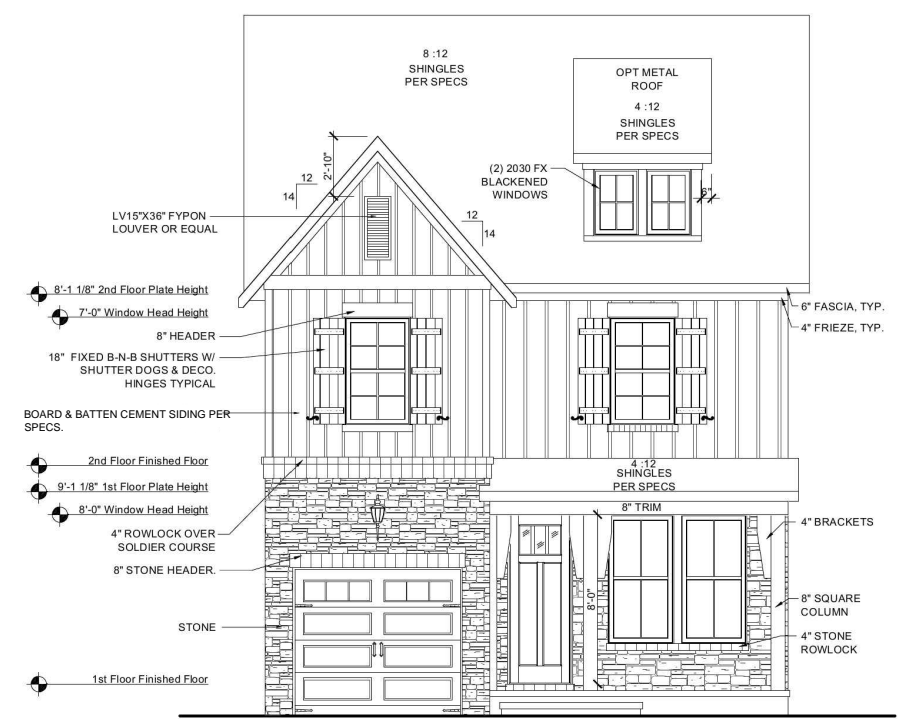 8 :12
SHINGLES
PER SPECS
OPT METAL
ROOF
4 :12
SHINGLES
PER SPECS
2'-10"
12
14
(2) 2030 FX
BLACKENED
WINDOWS
6"
LV15"X36" FYPON
LOUVER OR EQUAL
12
14
8'-1 1/8" 2nd Floor Plate Height
7'-0" Window Head Height
6" FASCIA, TYP.
4" FRIEZE, TYP.
8" HEADER
18" FIXED B-N-B SHUTTERS W/
SHUTTER DOGS & DECO.
HINGES TYPICAL
BOARD & BATTEN CEMENT SIDING PER
SPECS.
2nd Floor Finished Floor
4 :12
SHINGLES
PER SPECS
9'-1 1/8" 1st Floor Plate Height
8'-0" Window Head Height
8" TRIM
4" BRACKETS
4" ROWLOCK OVER
SOLDIER COURSE
8" STONE HEADER.
8'-0"
8" SQUARE
COLUMN
STONE
4" STONE
ROWLOCK
1st Floor Finished Floor